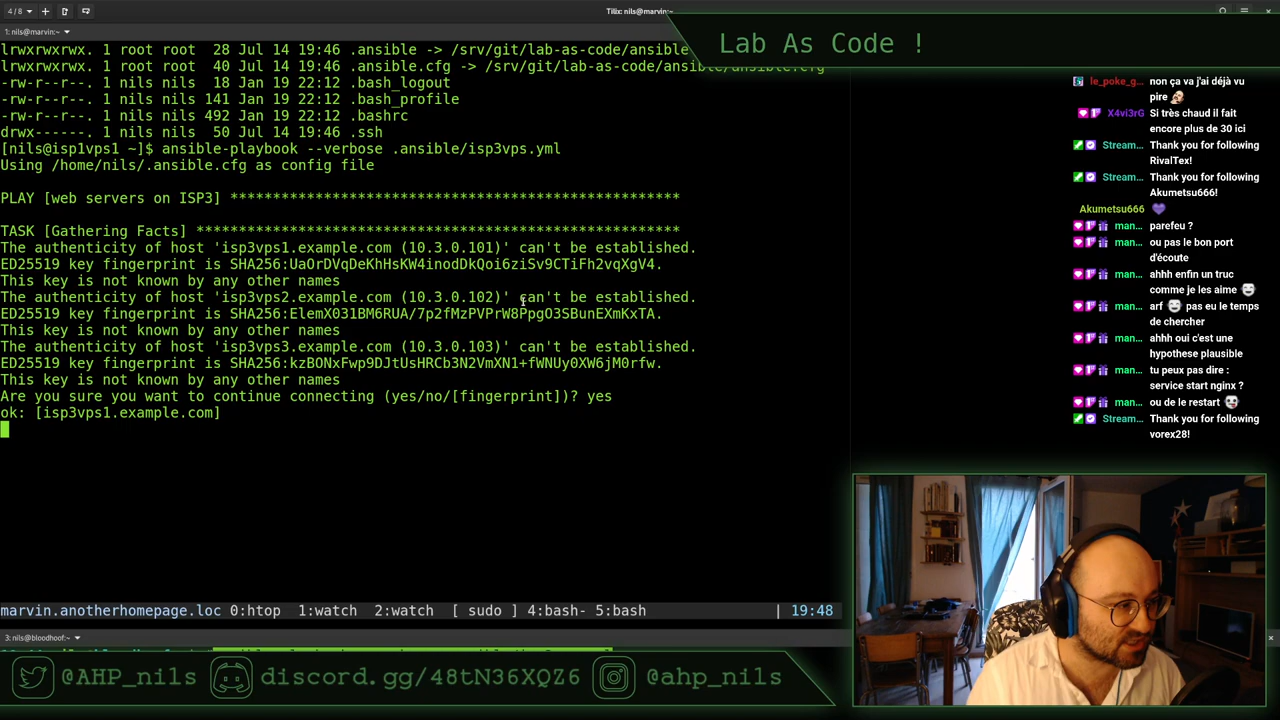 4 / 8
Tilix: nils@marvin:~
1: nils@marvin:~
Lab As Code !
lrwxrwxrwx. 1 root root  28 Jul 14 19:46 .ansible -> /srv/git/lab-as-code/ansible
lrwxrwxrwx. 1 root root  40 Jul 14 19:46 .ansible.cfg -> /srv/git/lab-as-code/ansible/ansible.cfg
-rw-r--r--. 1 nils nils  18 Jan 19 22:12 .bash_logout
-rw-r--r--. 1 nils nils 141 Jan 19 22:12 .bash_profile
-rw-r--r--. 1 nils nils 492 Jan 19 22:12 .bashrc
drwx------. 1 nils nils  50 Jul 14 19:46 .ssh
[nils@isp1vps1 ~]$ ansible-playbook --verbose .ansible/isp3vps.yml
Using /home/nils/.ansible.cfg as config file
PLAY [web servers on ISP3] *****************************************************
TASK [Gathering Facts] *********************************************************
The authenticity of host 'isp3vps1.example.com (10.3.0.101)' can't be established.
ED25519 key fingerprint is SHA256:UaOrDVqDeKhHsKW4inodDkQoi6ziSv9CTiFh2vqXgV4.
This key is not known by any other names
The authenticity of host 'isp3vps2.example.com (10.3.0.102)' can't be established.
ED25519 key fingerprint is SHA256:ElemX031BM6RUA/7p2fMzPVPrW8PpgO3SBunEXmKxTA.
This key is not known by any other names
The authenticity of host 'isp3vps3.example.com (10.3.0.103)' can't be established.
ED25519 key fingerprint is SHA256:kzBONxFwp9DJtUsHRCb3N2VmXN1+fWNUy0XW6jM0rfw.
This key is not known by any other names
Are you sure you want to continue connecting (yes/no/[fingerprint])? yes
ok: [isp3vps1.example.com]
marvin.anotherhomepage.loc 0:htop  1:watch  2:watch  [ sudo ] 4:bash- 5:bash | 19:48
3: nils@bloodhoof:~
le_poke_g... non ça va j'ai déjà vu
pire
X4vi3rG Si très chaud il fait
encore plus de 30 ici
Stream... Thank you for following
RivalTex!
Stream... Thank you for following
Akumetsu666!
Akumetsu666
man... parefeu ?
man... ou pas le bon port
d'écoute
man... ahhh enfin un truc
comme je les aime
man... arf pas eu le temps
de chercher
man... ahhh oui c'est une
hypothese plausible
man... tu peux pas dire :
service start nginx ?
man... ou de le restart
Stream... Thank you for following
vorex28!
@AHP_nils discord.gg/48tN36XQZ6 @ahp_nils